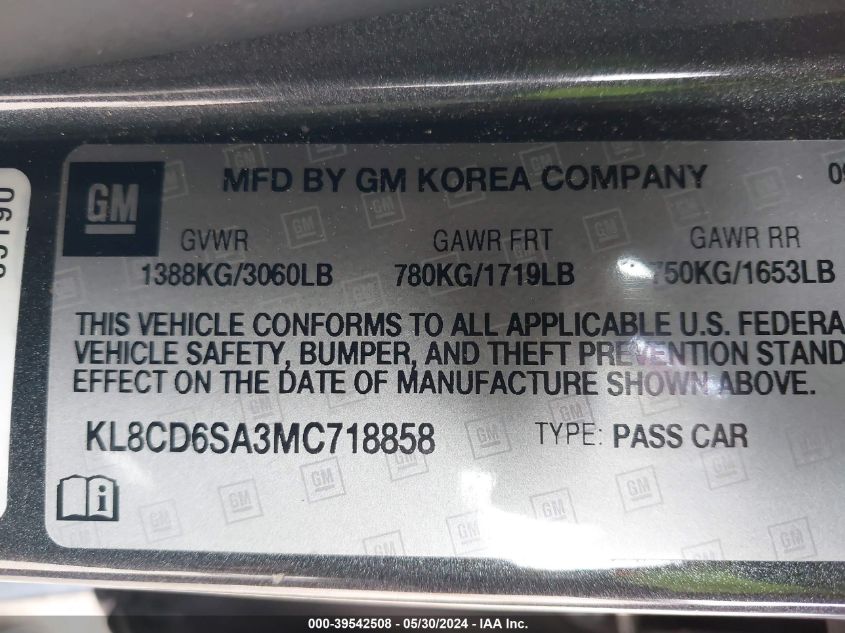 GM
MFD BY GM KOREA COMPANY 09
GVWR GAWR FRT GAWR RR
1388KG/3060LB 780KG/1719LB 750KG/1653LB
THIS VEHICLE CONFORMS TO ALL APPLICABLE U.S. FEDERA
VEHICLE SAFETY, BUMPER, AND THEFT PREVENTION STAND
EFFECT ON THE DATE OF MANUFACTURE SHOWN ABOVE.
KL8CD6SA3MC718858 TYPE: PASS CAR
000-39542508 - 05/30/2024 - IAA Inc.